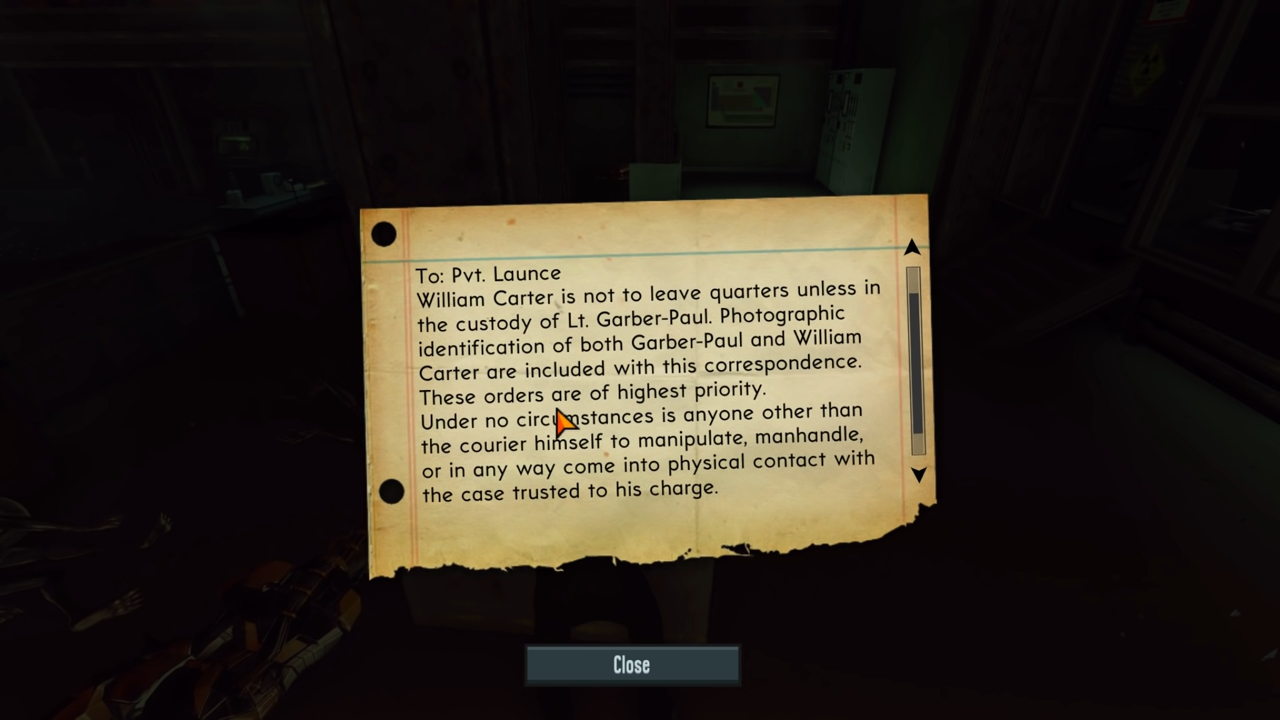 To: Pvt. Launce
William Carter is not to leave quarters unless in
the custody of Lt. Garber-Paul. Photographic
identification of both Garber-Paul and William
Carter are included with this correspondence.
These orders are of highest priority.
Under no circumstances is anyone other than
the courier himself to manipulate, manhandle,
or in any way come into physical contact with
the case trusted to his charge.
Close